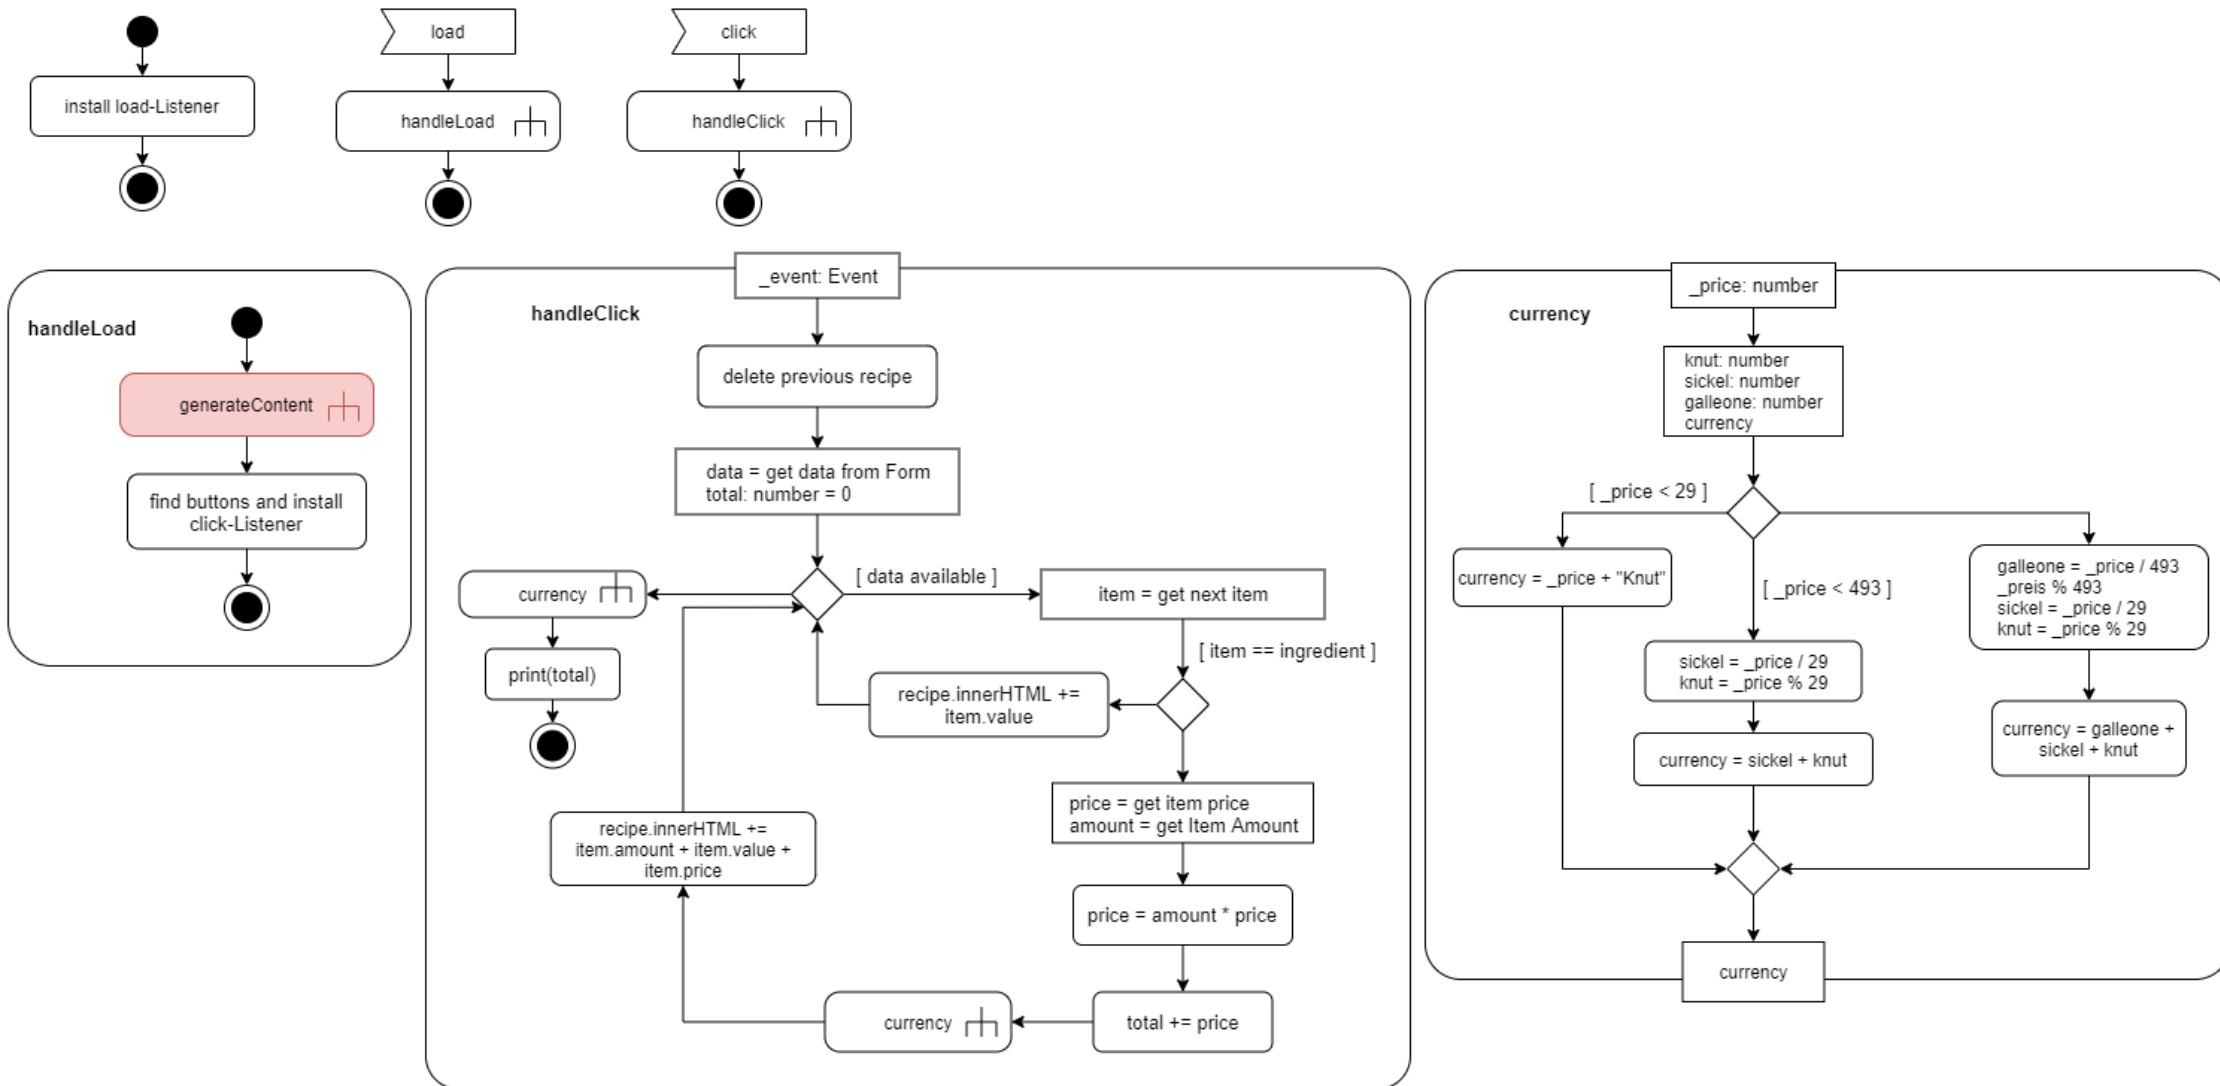 load
click
install load-Listener
handleLoad
handleClick
handleLoad
generateContent
find buttons and install
click-Listener
_event: Event
handleClick
delete previous recipe
data = get data from Form
total: number = 0
[ data available ]
currency
item = get next item
print(total)
[ item == ingredient ]
recipe.innerHTML +=
item.value
price = get item price
amount = get Item Amount
recipe.innerHTML +=
item.amount + item.value +
item.price
price = amount * price
currency
total += price
_price: number
currency
knut: number
sickel: number
galleone: number
currency
[ _price < 29 ]
currency = _price + "Knut"
[ _price < 493 ]
galleone = _price / 493
_preis % 493
sickel = _price / 29
knut = _price % 29
sickel = _price / 29
knut = _price % 29
currency = galleone +
sickel + knut
currency = sickel + knut
currency